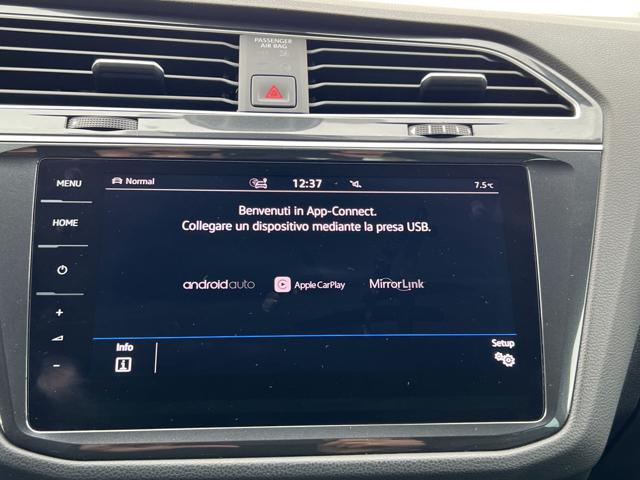 PASSENGER
AIR BAG
MENU
Normal
12:37
7.5°C
HOME
Benvenuti in App-Connect.
Collegare un dispositivo mediante la presa USB.
androidauto
Apple CarPlay
MirrorLink
+
-
Info
Setup